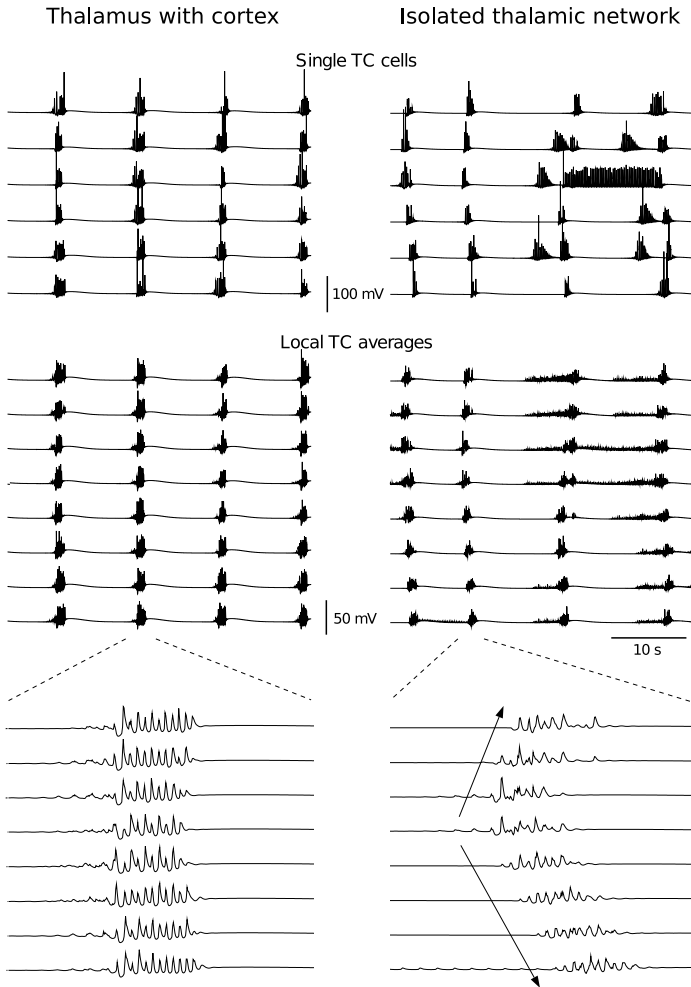 Thalamus with cortex
Isolated thalamic network
Single TC cells
100 mV
Local TC averages
50 mV
10 s